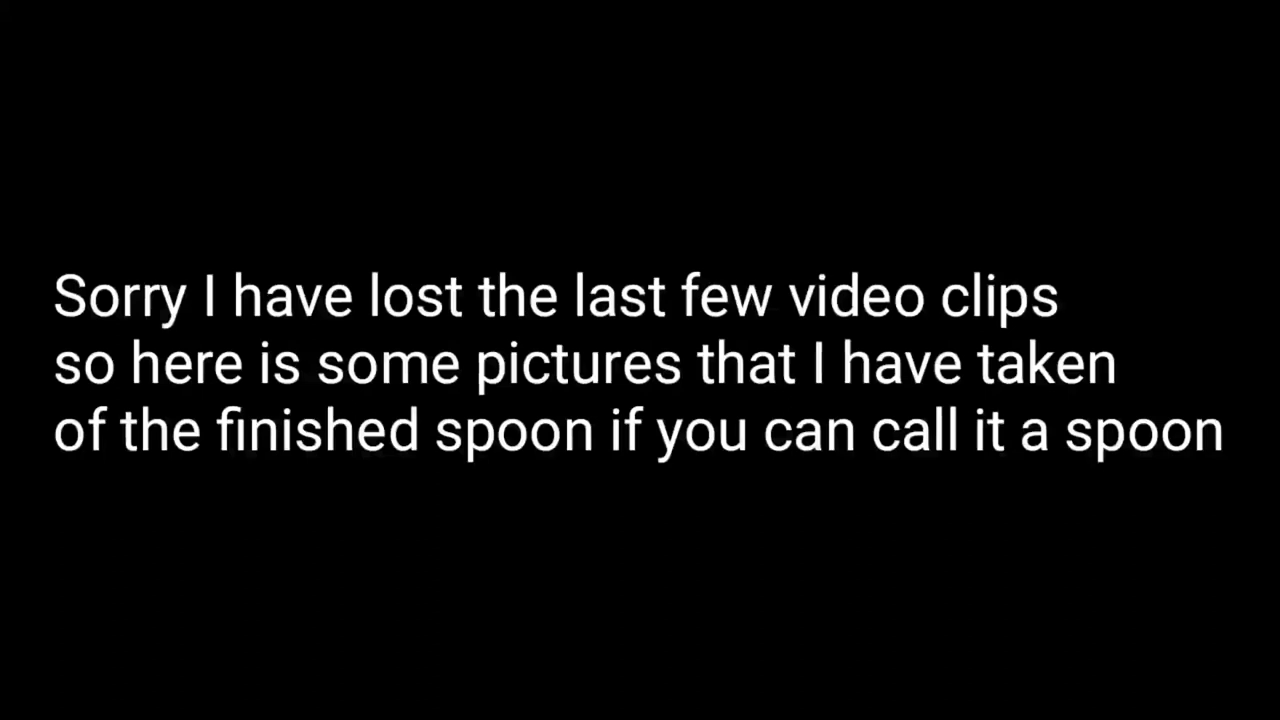 Sorry I have lost the last few video clips
so here is some pictures that I have taken
of the finished spoon if you can call it a spoon